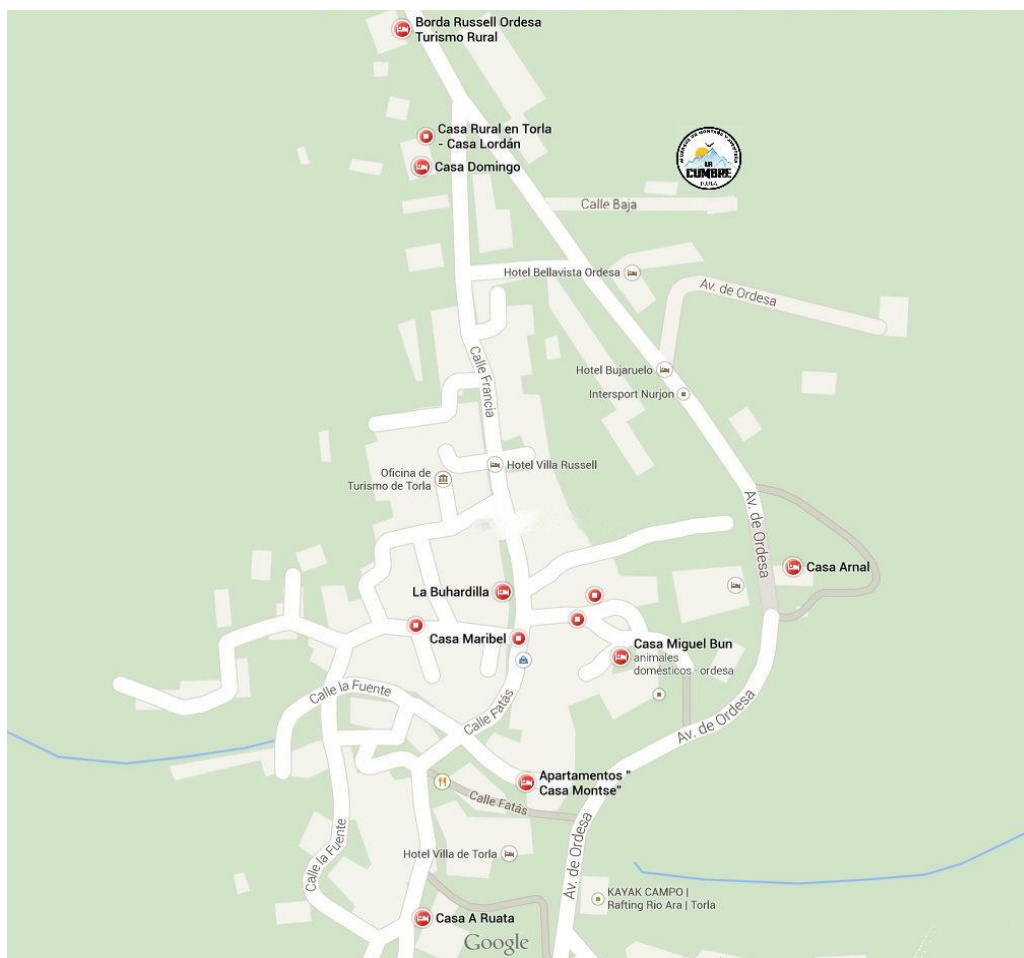 Borda Russell Ordesa
Turismo Rural
Casa Rural en Torla
- Casa Lordán
Casa Domingo
LA
CUMBRE
Calle Baja
Hotel Bellavista Ordesa
Av. de Ordesa
Calle Francia
Hotel Bujaruelo
Intersport Nurjon
Hotel Villa Russell
Oficina de
Turismo de Torla
Av. de Ordesa
Casa Arnal
La Buhardilla
Casa Maribel
Casa Miguel Bun
animales
domésticos - ordesa
Calle la Fuente
Calle Fatás
Av. de Ordesa
Apartamentos "
Casa Montse"
Calle Fatás
Calle la Fuente
Hotel Villa de Torla
Av. de Ordesa
KAYAK CAMPO |
Rafting Rio Ara | Torla
Casa A Ruata
Google